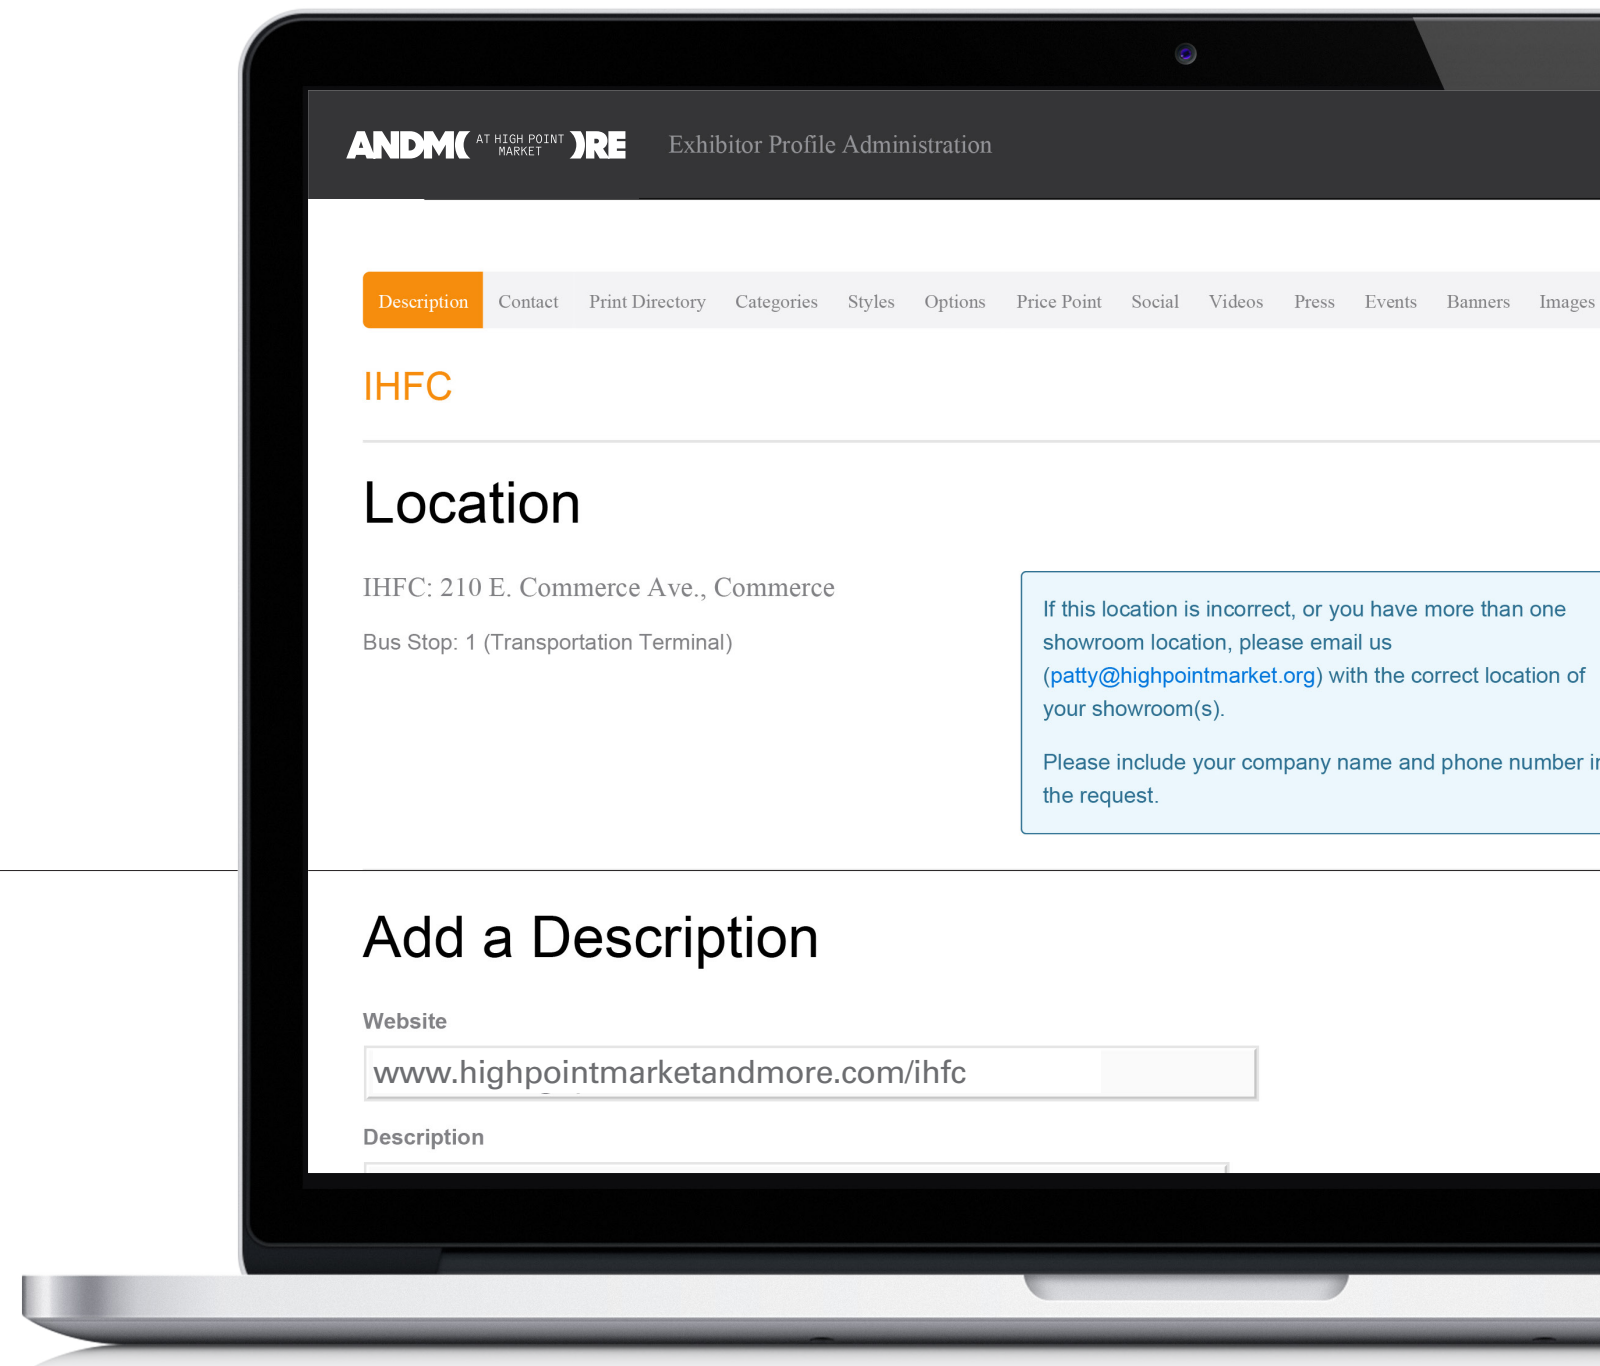 ANDM( AT HIGH POINT MARKET )RE
Exhibitor Profile Administration
Description Contact Print Directory Categories Styles Options Price Point Social Videos Press Events Banners Images
IHFC
Location
IHFC: 210 E. Commerce Ave., Commerce
Bus Stop: 1 (Transportation Terminal)
If this location is incorrect, or you have more than one
showroom location, please email us
(patty@highpointmarket.org) with the correct location of
your showroom(s).
Please include your company name and phone number in
the request.
Add a Description
Website
www.highpointmarketandmore.com/ihfc
Description